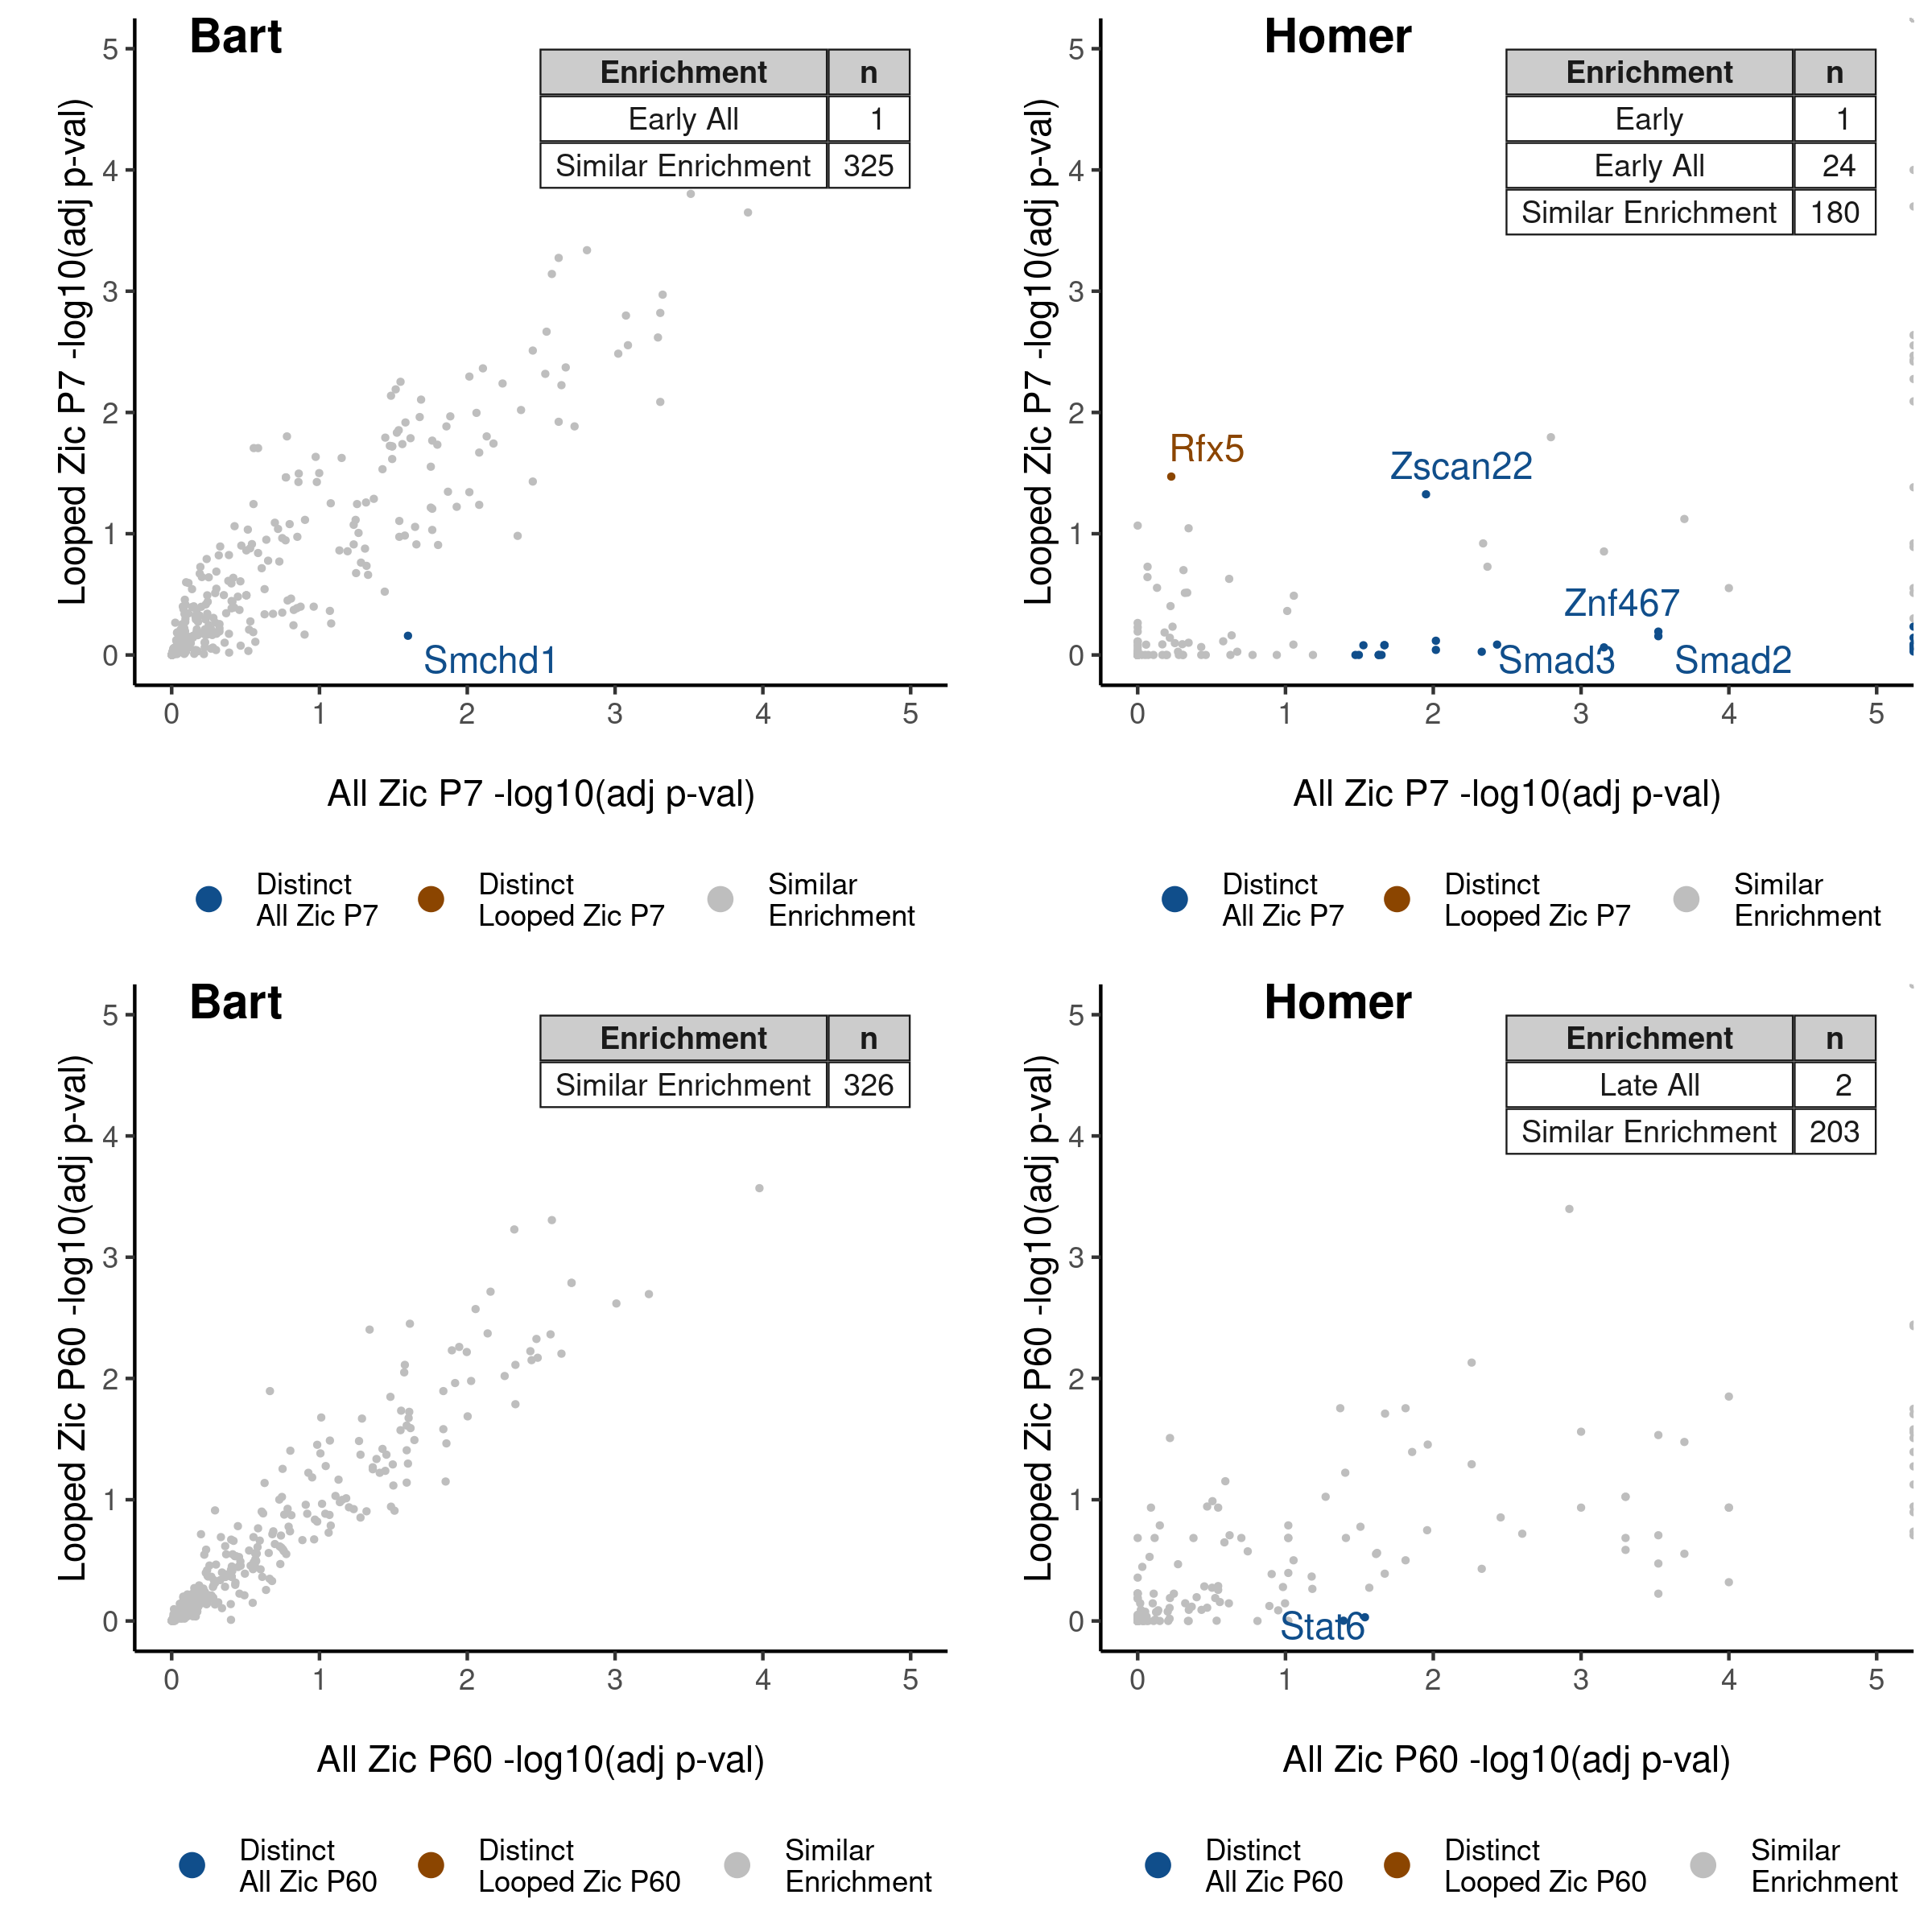 Bart
Enrichment n
Early All 1
Similar Enrichment 325
Looped Zic P7 -log10(adj p-val)
5
4
3
2
1
0
Smchd1
0 1 2 3 4 5
All Zic P7 -log10(adj p-val)
Distinct All Zic P7
Distinct Looped Zic P7
Similar Enrichment
Homer
Enrichment n
Early 1
Early All 24
Similar Enrichment 180
Looped Zic P7 -log10(adj p-val)
5
4
3
2
1
0
Rfx5
Zscan22
Znf467
Smad3
Smad2
0 1 2 3 4 5
All Zic P7 -log10(adj p-val)
Distinct All Zic P7
Distinct Looped Zic P7
Similar Enrichment
Bart
Enrichment n
Similar Enrichment 326
Looped Zic P60 -log10(adj p-val)
5
4
3
2
1
0
0 1 2 3 4 5
All Zic P60 -log10(adj p-val)
Distinct All Zic P60
Distinct Looped Zic P60
Similar Enrichment
Homer
Enrichment n
Late All 2
Similar Enrichment 203
Looped Zic P60 -log10(adj p-val)
5
4
3
2
1
0
Stat6
0 1 2 3 4 5
All Zic P60 -log10(adj p-val)
Distinct All Zic P60
Distinct Looped Zic P60
Similar Enrichment